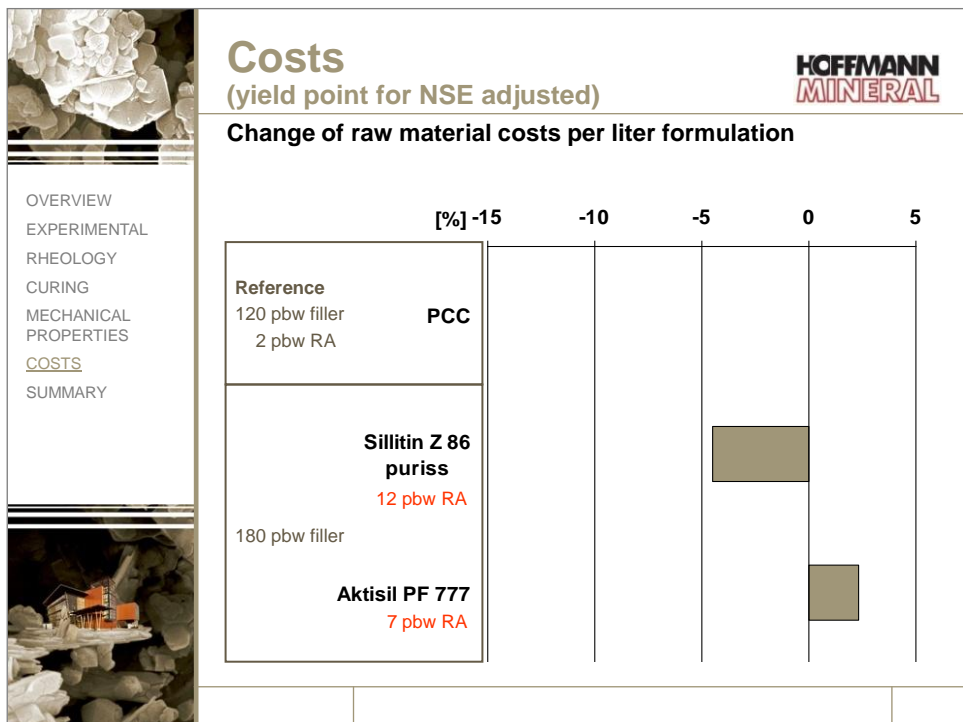 Costs
(yield point for NSE adjusted)
HOFFMANN
MINERAL
Change of raw material costs per liter formulation
OVERVIEW
EXPERIMENTAL
RHEOLOGY
CURING
MECHANICAL
PROPERTIES
COSTS
SUMMARY
[%] -15 -10 -5 0 5
Reference
120 pbw filler PCC
2 pbw RA
Sillitin Z 86
puriss
12 pbw RA
180 pbw filler
Aktisil PF 777
7 pbw RA